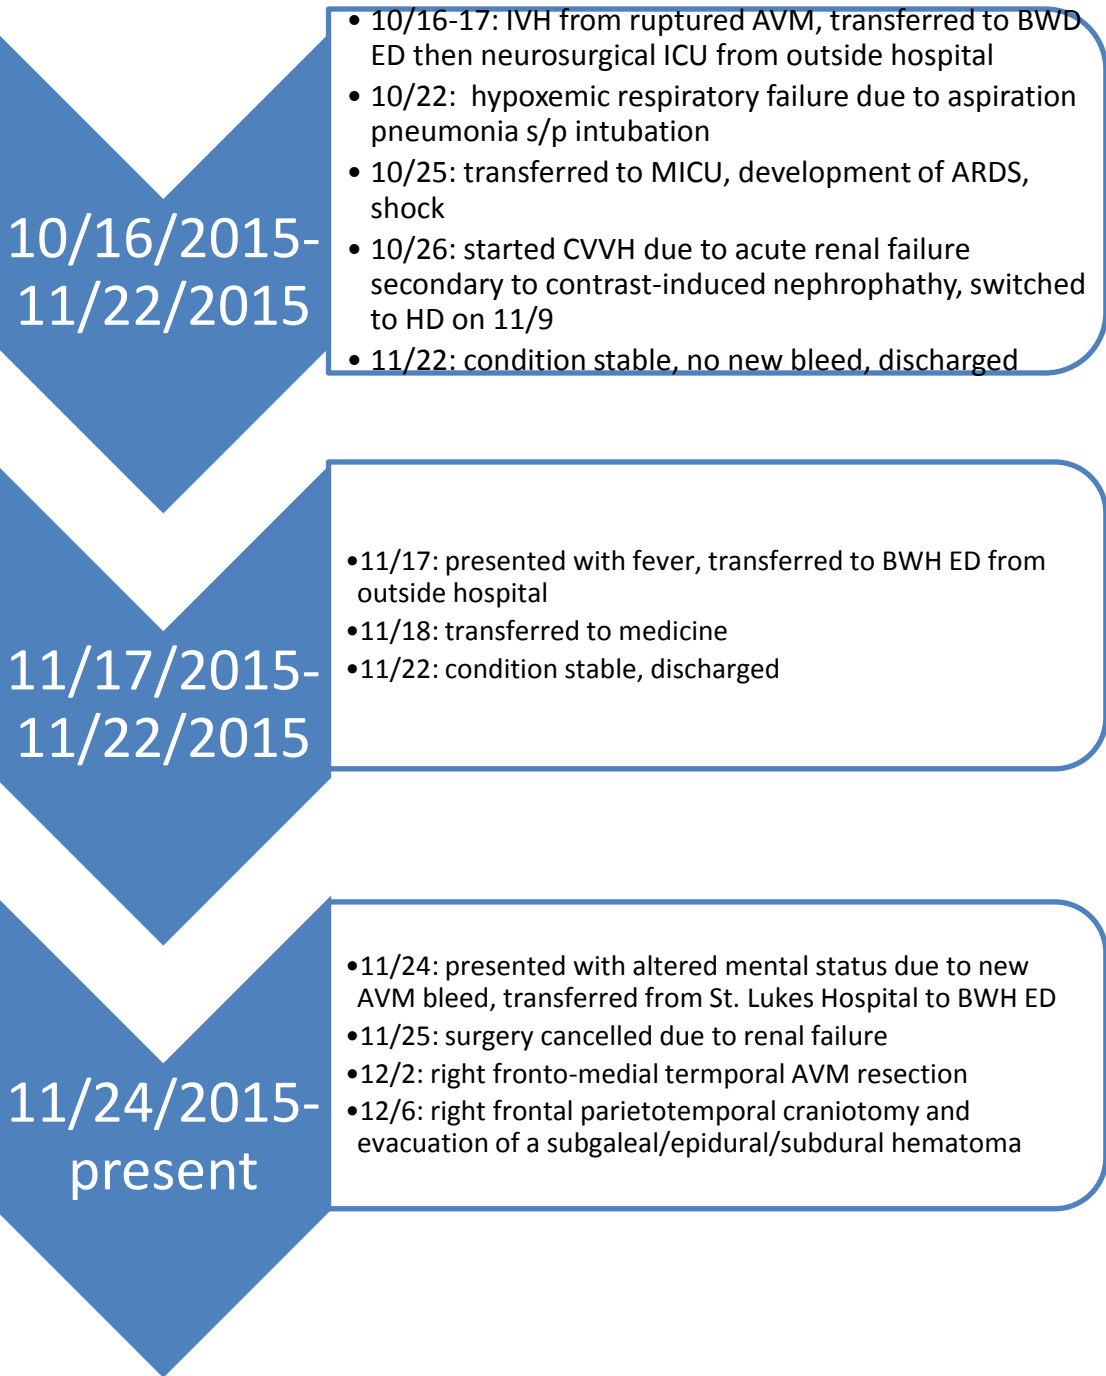 10/16/2015-
11/22/2015
• 10/16-17: IVH from ruptured AVM, transferred to BWD
ED then neurosurgical ICU from outside hospital
• 10/22:  hypoxemic respiratory failure due to aspiration
pneumonia s/p intubation
• 10/25: transferred to MICU, development of ARDS,
shock
• 10/26: started CVVH due to acute renal failure
secondary to contrast-induced nephrophathy, switched
to HD on 11/9
• 11/22: condition stable, no new bleed, discharged
11/17/2015-
11/22/2015
•11/17: presented with fever, transferred to BWH ED from
outside hospital
•11/18: transferred to medicine
•11/22: condition stable, discharged
11/24/2015-
present
•11/24: presented with altered mental status due to new
AVM bleed, transferred from St. Lukes Hospital to BWH ED
•11/25: surgery cancelled due to renal failure
•12/2: right fronto-medial termporal AVM resection
•12/6: right frontal parietotemporal craniotomy and
evacuation of a subgaleal/epidural/subdural hematoma